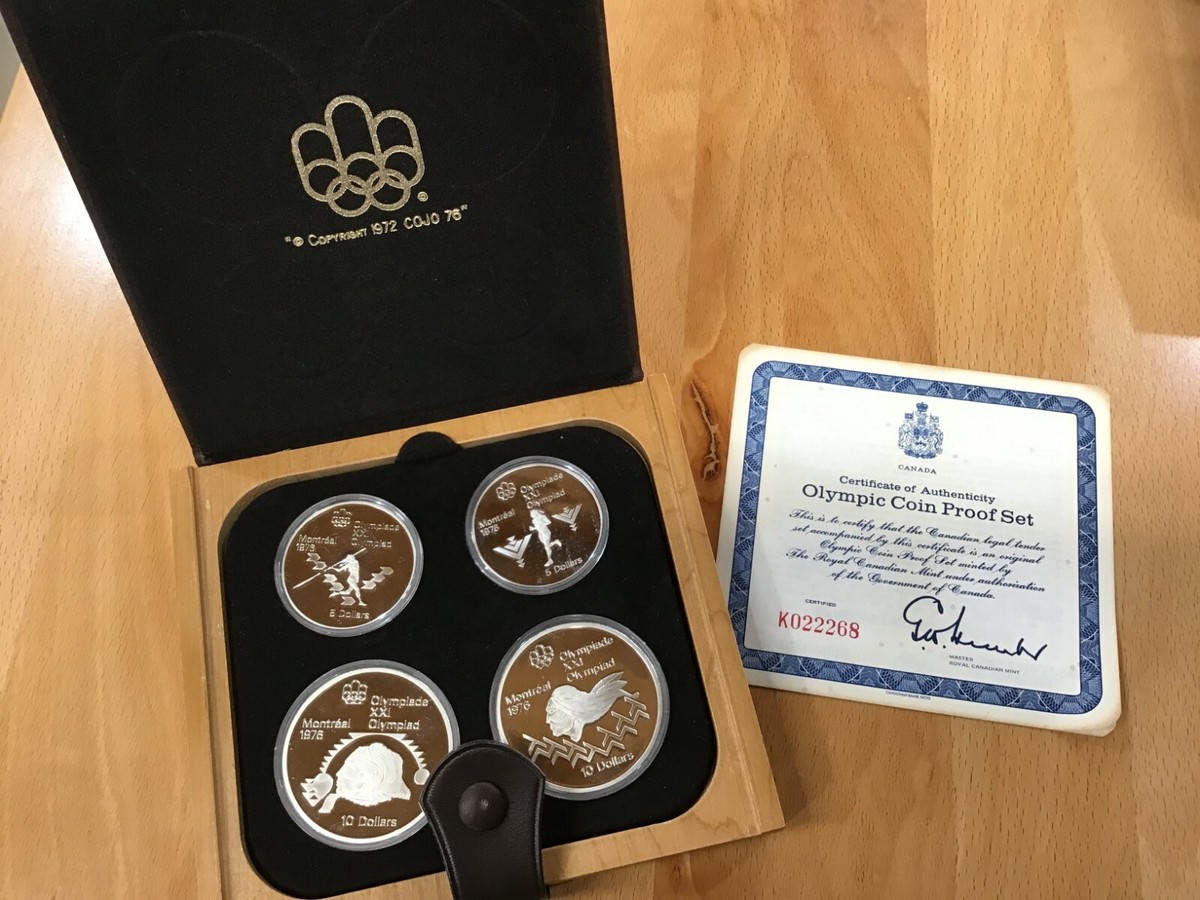 ©
"© COPYRIGHT 1972 COJO 76"
Olympiade
XXI
Olympiad
Montréal
1976
5 Dollars
Olympiade
XXI
Olympiad
Montréal
1976
5 Dollars
Olympiade
XXI
Olympiad
Montréal
1976
10 Dollars
Olympiade
XXI
Olympiad
Montréal
1976
10 Dollars
CANADA
Certificate of Authenticity
Olympic Coin Proof Set
This is to certify that the Canadian legal tender
set accompanied by this certificate is an original
Olympic Coin Proof Set minted by
The Royal Canadian Mint under authorization
of the Government of Canada.
CERTIFIED
K022268
MASTER
ROYAL CANADIAN MINT